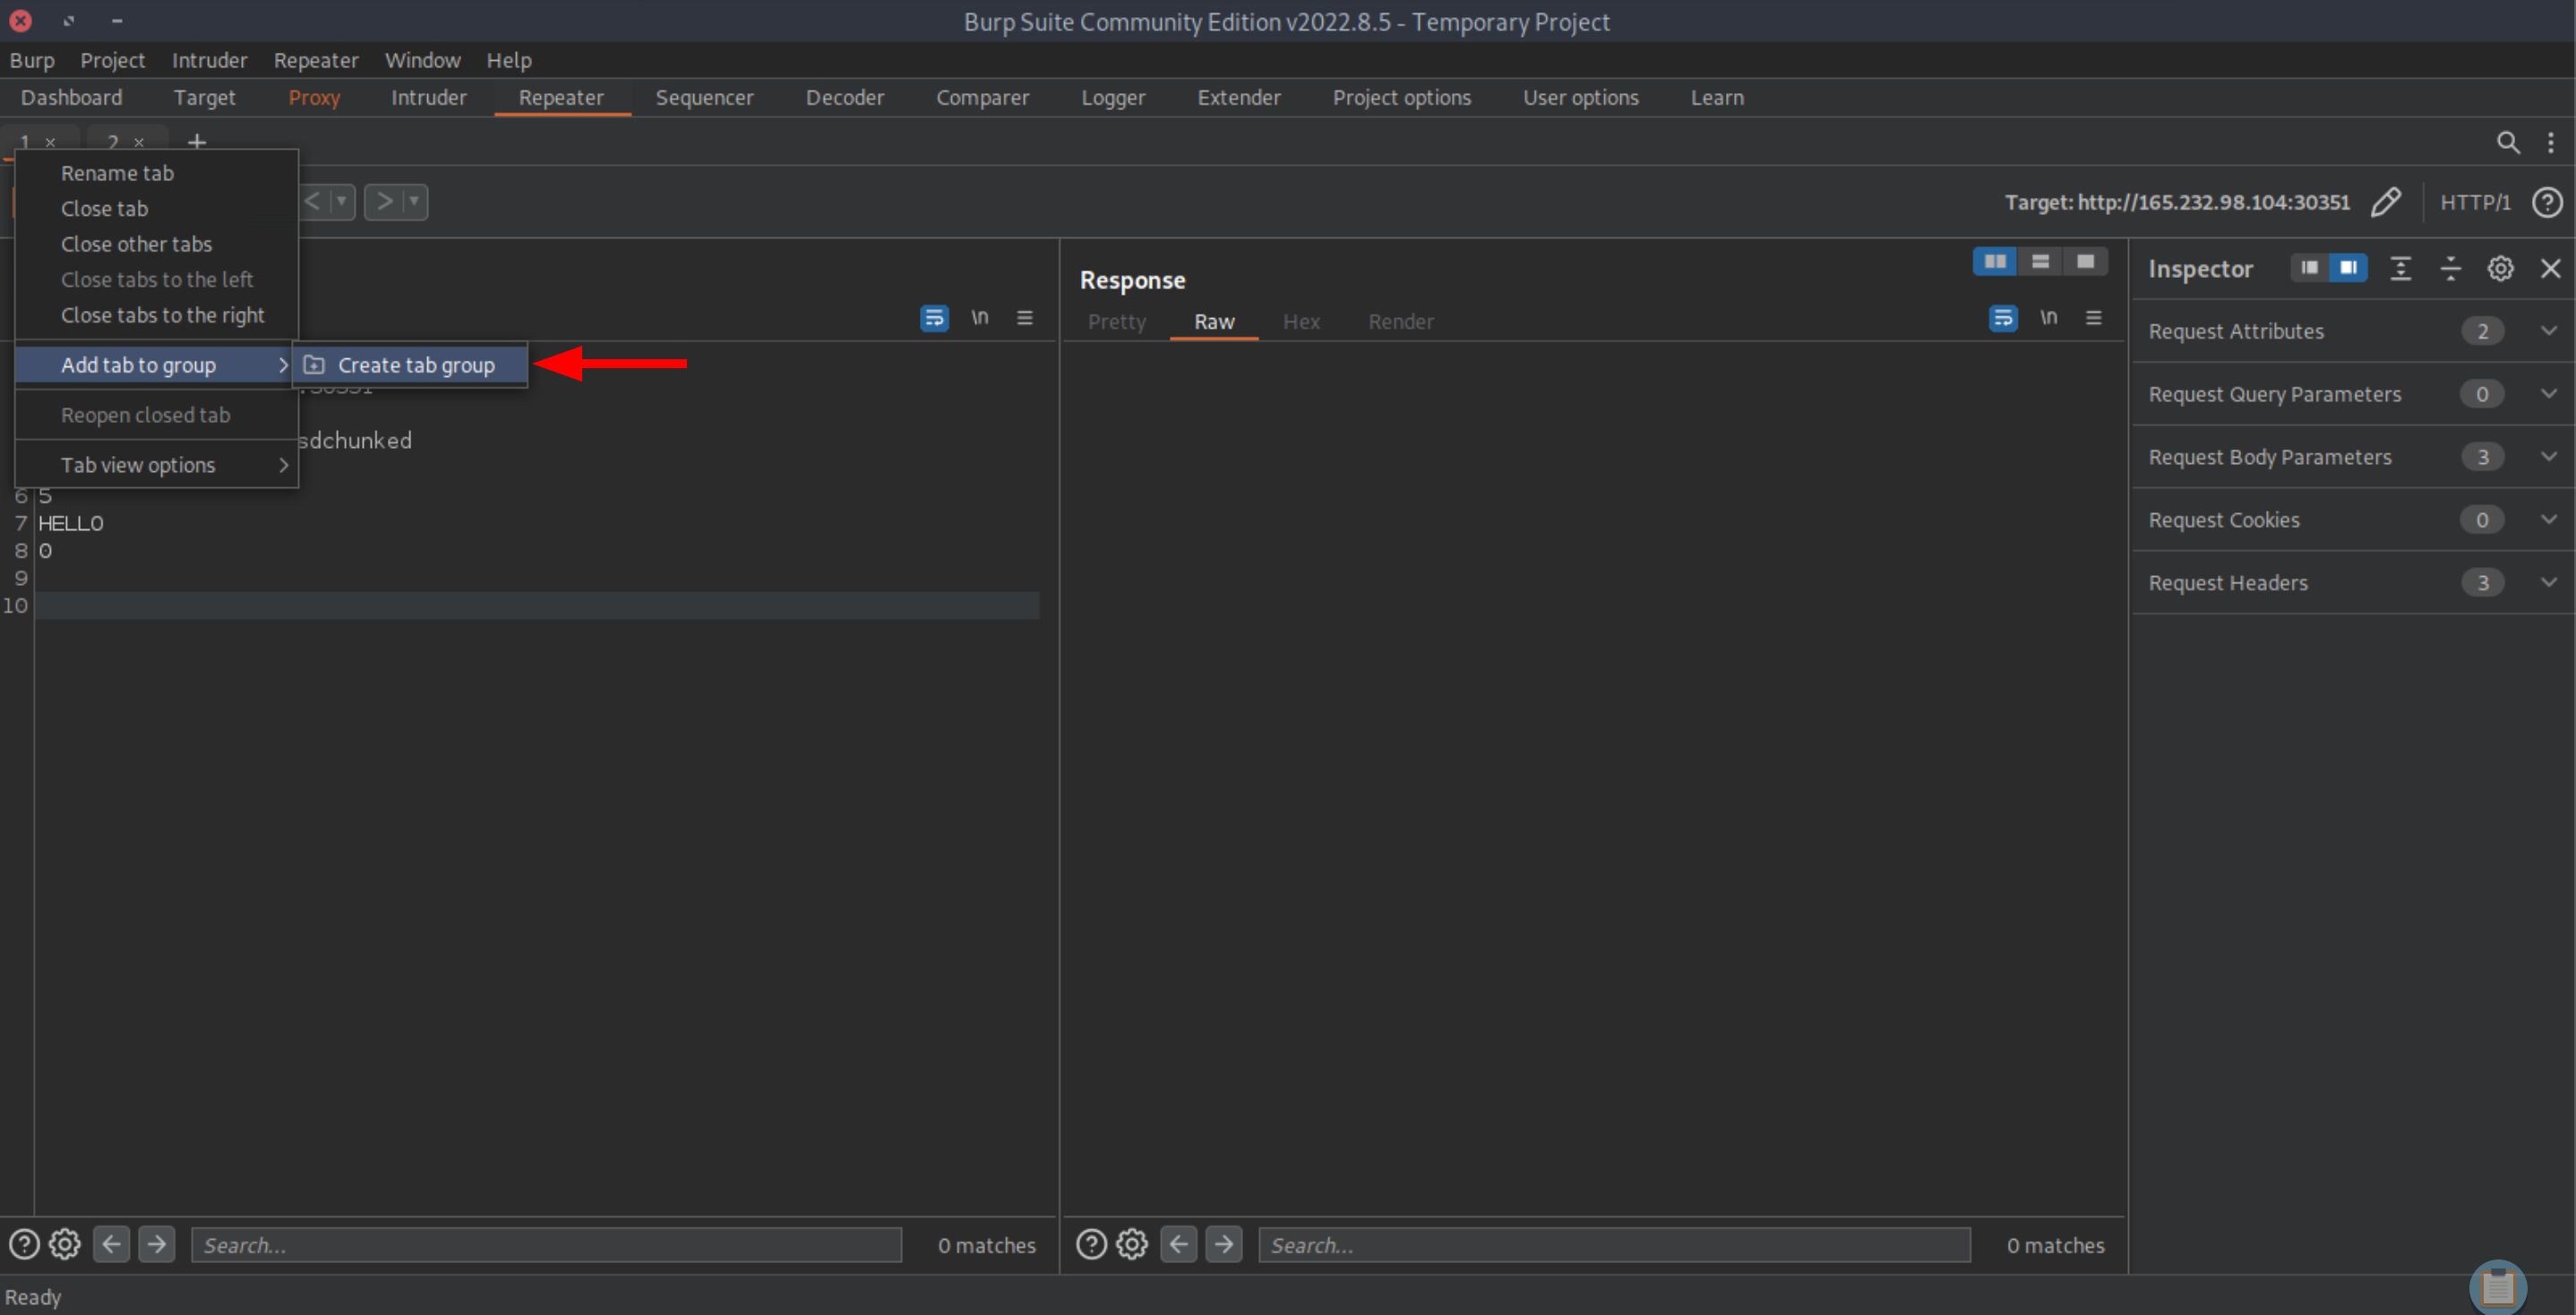 Burp Suite Community Edition v2022.8.5 - Temporary Project
Burp Project Intruder Repeater Window Help
Dashboard Target Proxy Intruder Repeater Sequencer Decoder Comparer Logger Extender Project options User options Learn
1 × 2 × +
Rename tab
Close tab
Close other tabs
Close tabs to the left
Close tabs to the right
Add tab to group
Create tab group
Reopen closed tab
Tab view options
Target: http://165.232.98.104:30351
HTTP/1
sdchunked
6 5
7 HELLO
8 0
9
10
\n
Search...
0 matches
Response
Pretty Raw Hex Render
\n
Search...
0 matches
Inspector
Request Attributes 2
Request Query Parameters 0
Request Body Parameters 3
Request Cookies 0
Request Headers 3
Ready